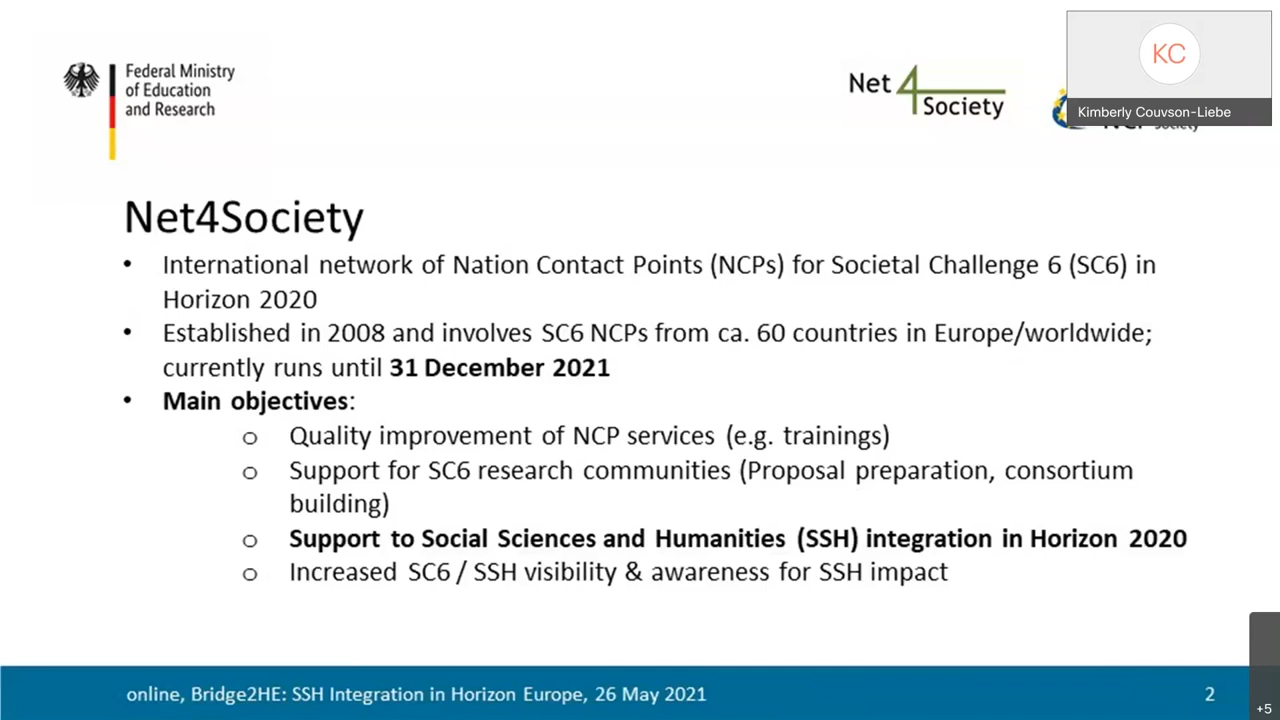 Federal Ministry
of Education
and Research
Net4Society
KC
Kimberly Couvson-Liebe
Society
Net4Society
• International network of Nation Contact Points (NCPs) for Societal Challenge 6 (SC6) in
Horizon 2020
• Established in 2008 and involves SC6 NCPs from ca. 60 countries in Europe/worldwide;
currently runs until 31 December 2021
• Main objectives:
o Quality improvement of NCP services (e.g. trainings)
o Support for SC6 research communities (Proposal preparation, consortium
building)
o Support to Social Sciences and Humanities (SSH) integration in Horizon 2020
o Increased SC6 / SSH visibility & awareness for SSH impact
online, Bridge2HE: SSH Integration in Horizon Europe, 26 May 2021
2
+5